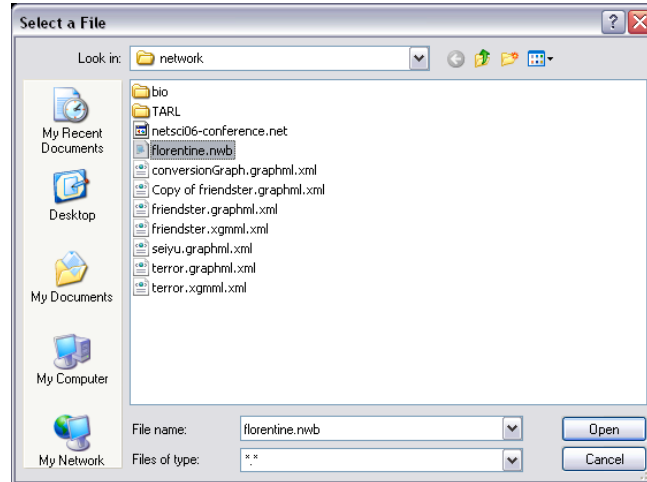 Select a File
Look in:
network
My Recent
Documents
Desktop
My Documents
My Computer
My Network
bio
TARL
netsci06-conference.net
florentine.nwb
conversionGraph.graphml.xml
Copy of friendster.graphml.xml
friendster.graphml.xml
friendster.xgmml.xml
seiyu.graphml.xml
terror.graphml.xml
terror.xgmml.xml
File name:
florentine.nwb
Open
Files of type:
*.*
Cancel